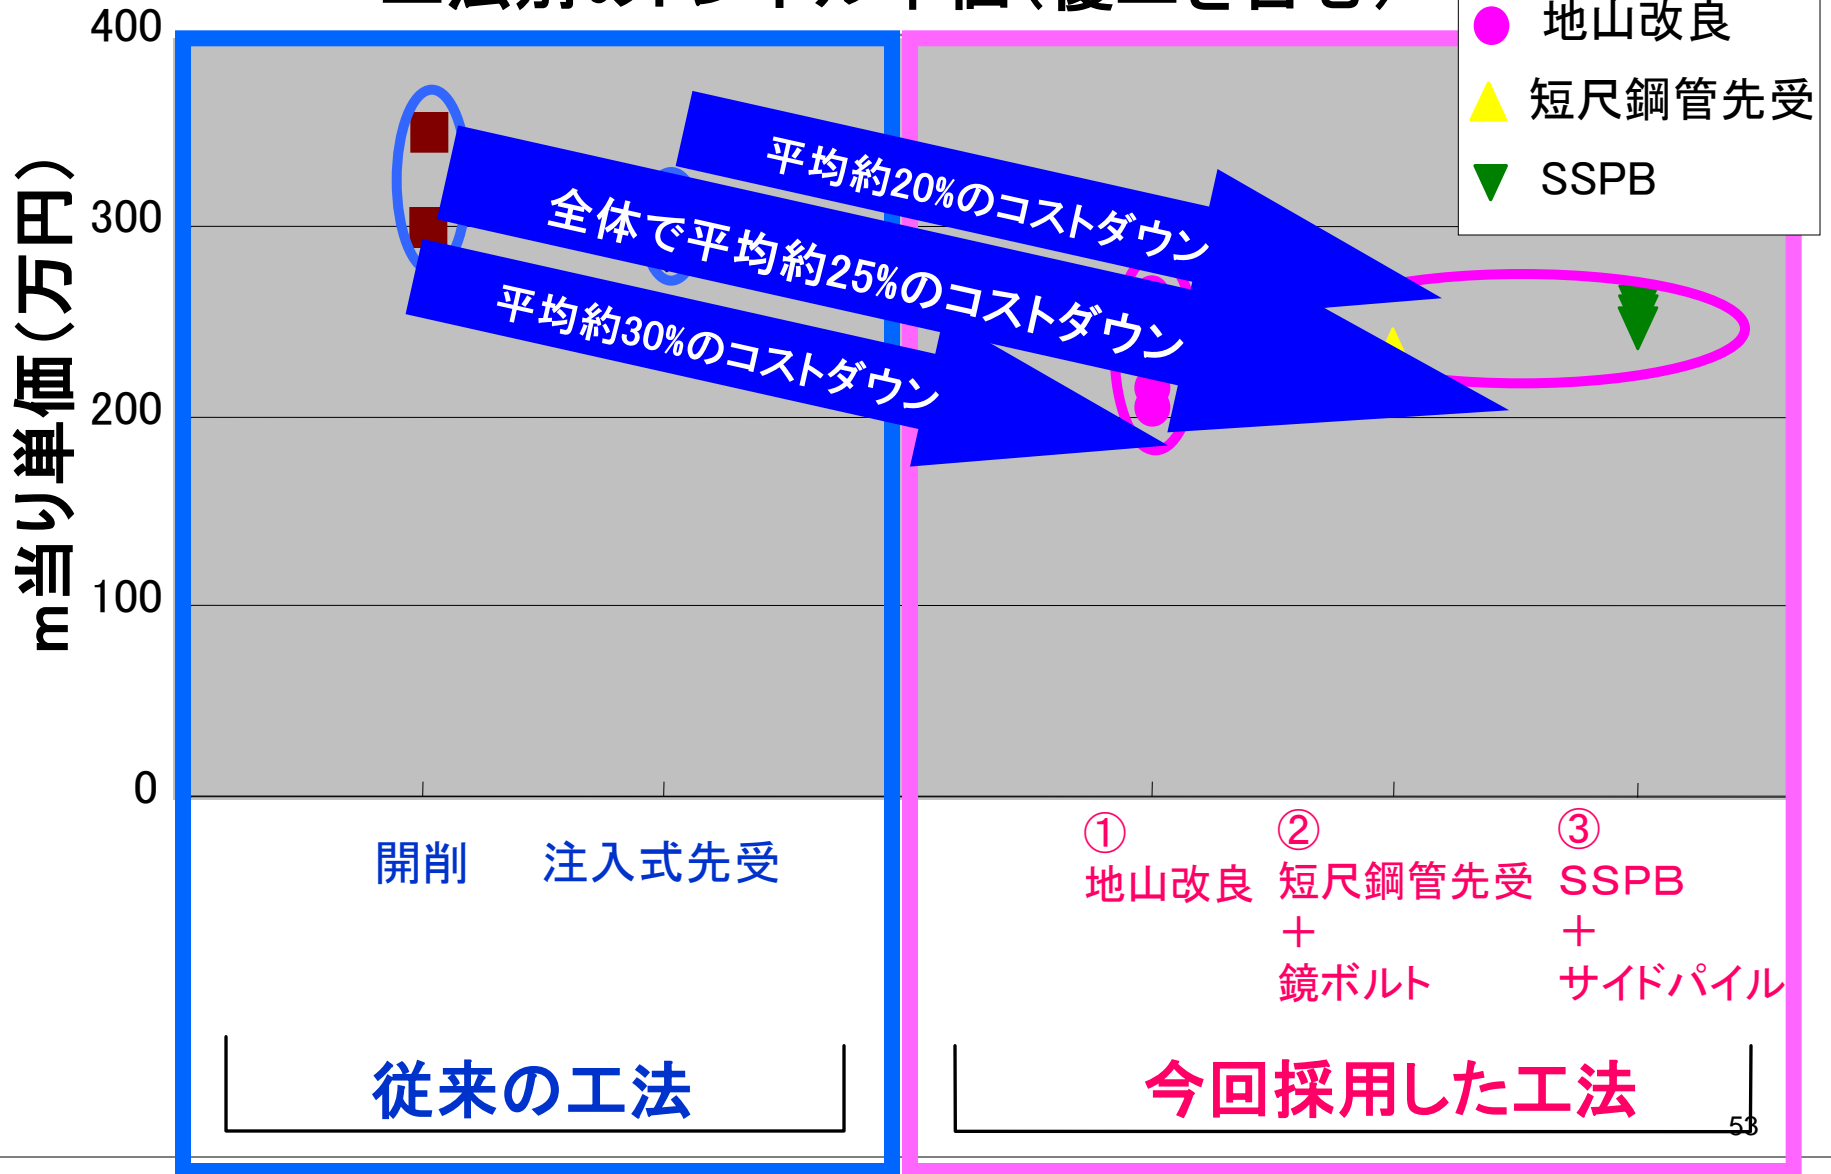 地山改良
短尺鋼管先受
SSPB
m当り単価(万円)
400
300
200
100
0
平均約20%のコストダウン
全体で平均約25%のコストダウン
平均約30%のコストダウン
開削
注入式先受
①
地山改良
②
短尺鋼管先受
＋
鏡ボルト
③
SSPB
＋
サイドパイル
従来の工法
今回採用した工法
53